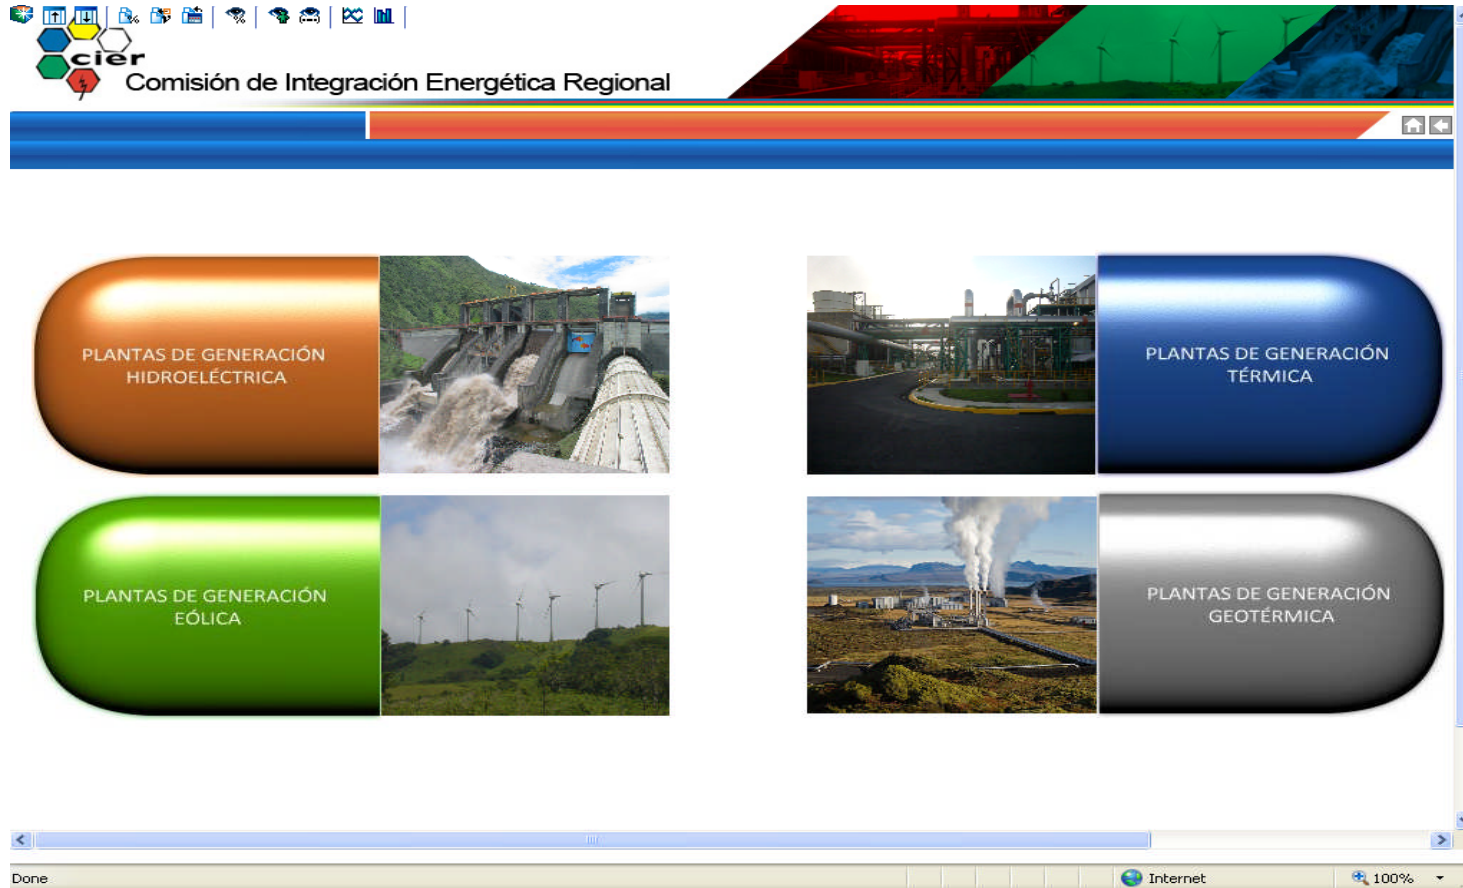 cier
Comisión de Integración Energética Regional
PLANTAS DE GENERACIÓN
HIDROELÉCTRICA
PLANTAS DE GENERACIÓN
TÉRMICA
PLANTAS DE GENERACIÓN
EÓLICA
PLANTAS DE GENERACIÓN
GEOTÉRMICA
Done
Internet
100%